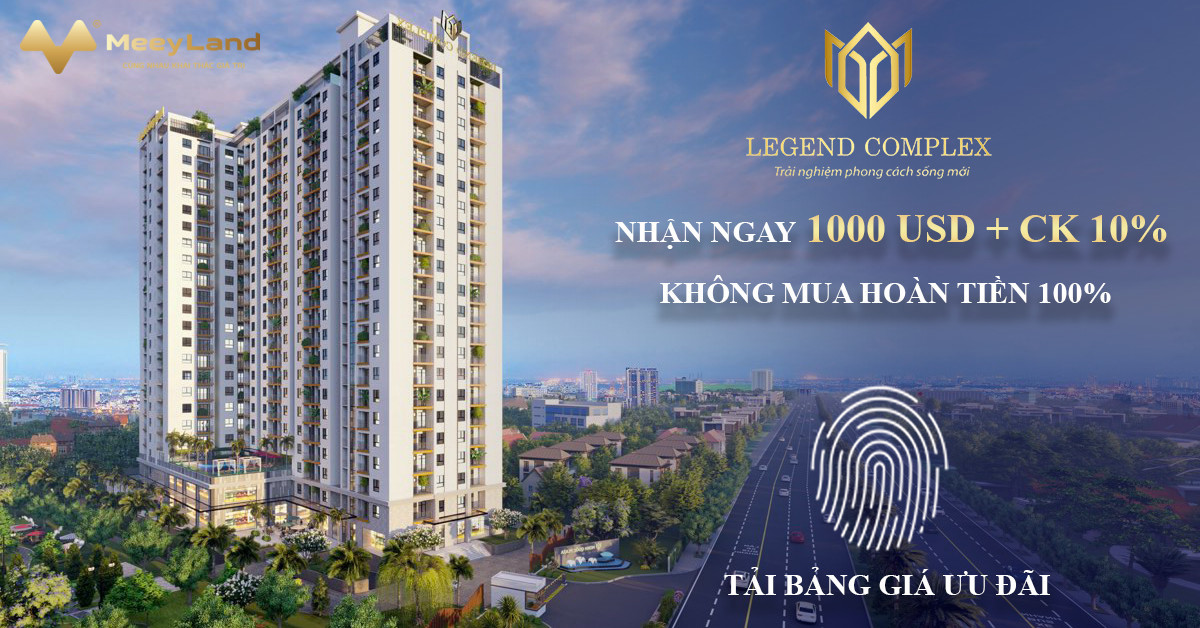 MeeyLand
LEGEND COMPLEX
Trải nghiệm phong cách sống mới
NHẬN NGAY 1000 USD + CK 10%
KHÔNG MUA HOÀN TIỀN 100%
TẢI BẢNG GIÁ ƯU ĐÃI